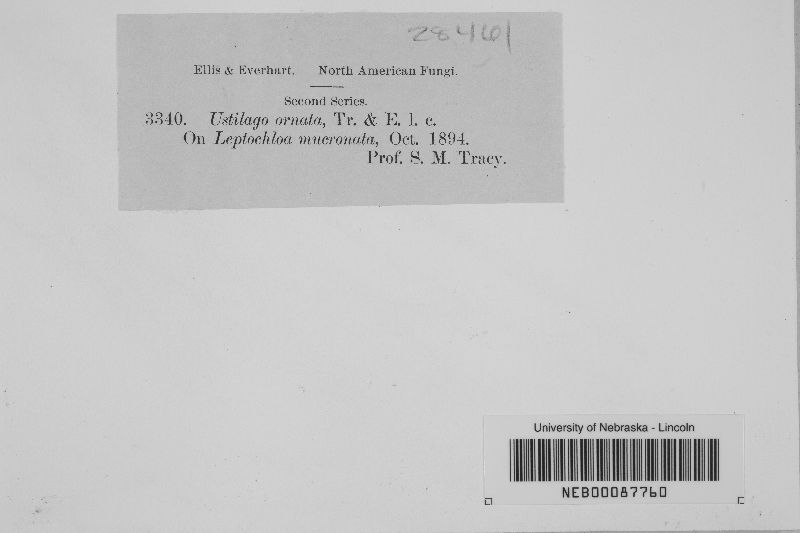 28461
Ellis & Everhart. North American Fungi.
Second Series.
3340. Ustilago ornata, Tr. & E. l. c.
On Leptochloa mucronata, Oct. 1894.
Prof. S. M. Tracy.
University of Nebraska - Lincoln
NEB00087760